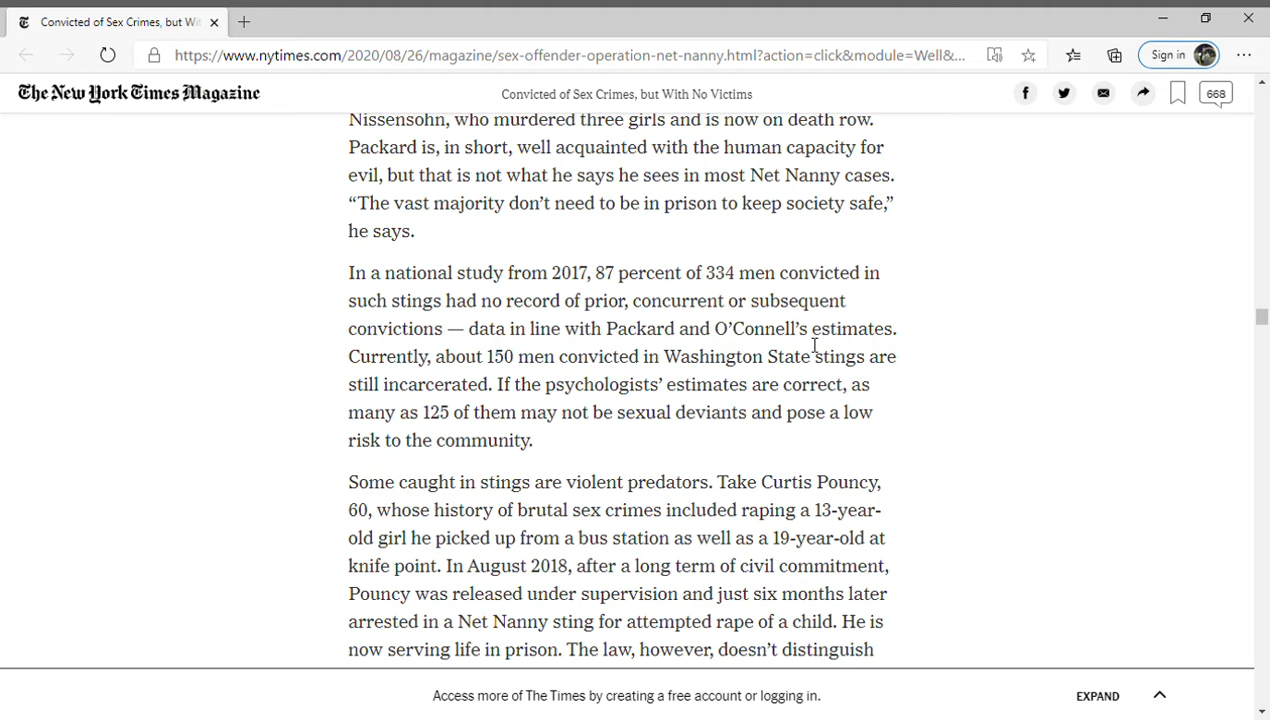 Convicted of Sex Crimes, but Wit
https://www.nytimes.com/2020/08/26/magazine/sex-offender-operation-net-nanny.html?action=click&module=Well&...
Sign in
The New York Times Magazine
Convicted of Sex Crimes, but With No Victims
668
Nissensohn, who murdered three girls and is now on death row.
Packard is, in short, well acquainted with the human capacity for
evil, but that is not what he says he sees in most Net Nanny cases.
“The vast majority don’t need to be in prison to keep society safe,”
he says.
In a national study from 2017, 87 percent of 334 men convicted in
such stings had no record of prior, concurrent or subsequent
convictions — data in line with Packard and O’Connell’s estimates.
Currently, about 150 men convicted in Washington State stings are
still incarcerated. If the psychologists’ estimates are correct, as
many as 125 of them may not be sexual deviants and pose a low
risk to the community.
Some caught in stings are violent predators. Take Curtis Pouncy,
60, whose history of brutal sex crimes included raping a 13-year-
old girl he picked up from a bus station as well as a 19-year-old at
knife point. In August 2018, after a long term of civil commitment,
Pouncy was released under supervision and just six months later
arrested in a Net Nanny sting for attempted rape of a child. He is
now serving life in prison. The law, however, doesn’t distinguish
Access more of The Times by creating a free account or logging in.
EXPAND